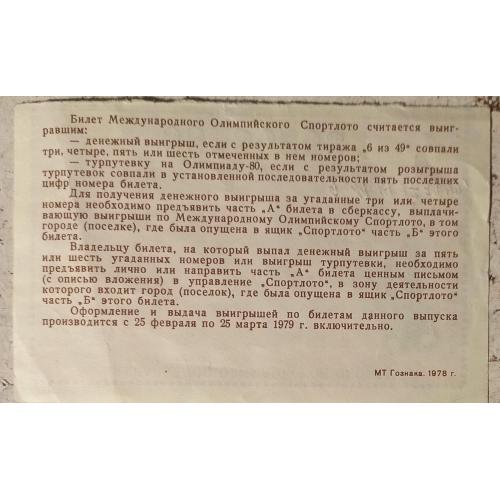 Билет Международного Олимпийского Спортлото считается выиг-
равшим:
— денежный выигрыш, если с результатом тиража „6 из 49“ совпали
три, четыре, пять или шесть отмеченных в нем номеров;
— турпутевку на Олимпиаду-80, если с результатом розыгрыша
турпутевок совпали в установленной последовательности пять последних
цифр номера билета.
Для получения денежного выигрыша за угаданные три или четыре
номера необходимо предъявить часть „А“ билета в сберкассу, выплачи-
вающую выигрыши по Международному Олимпийскому Спортлото, в том
городе (поселке), где была опущена в ящик „Спортлото“ часть „Б“ этого
билета.
Владельцу билета, на который выпал денежный выигрыш за пять
или шесть угаданных номеров или выигрыш турпутевки, необходимо
предъявить лично или направить часть „А“ билета ценным письмом
(с описью вложения) в управление „Спортлото“, в зону деятельности
которого входит город (поселок), где была опущена в ящик „Спортлото“
часть „Б“ этого билета.
Оформление и выдача выигрышей по билетам данного выпуска
производится с 25 февраля по 25 марта 1979 г. включительно.
МТ Гознака. 1978 г.